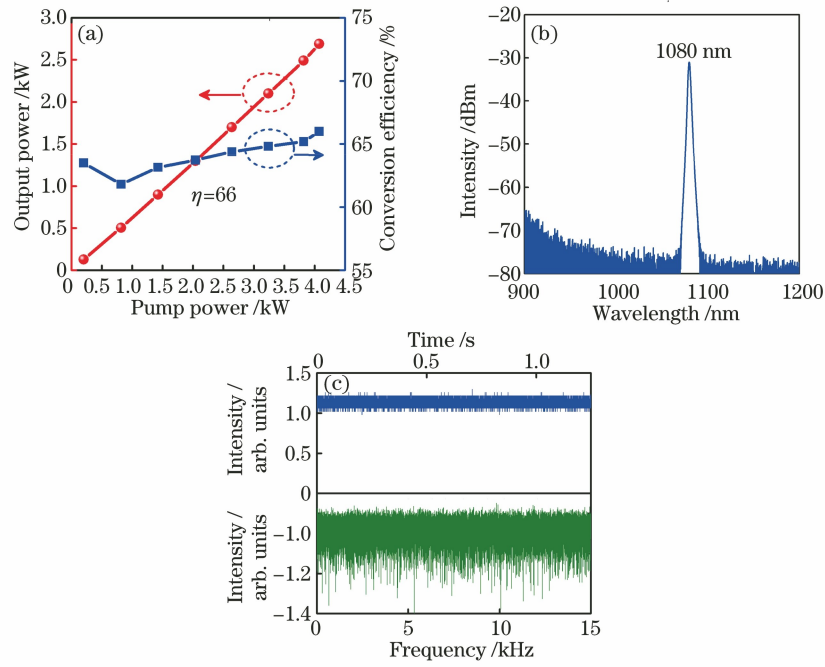 (a)
3.0
2.5
2.0
1.5
1.0
0.5
0
Output power /kW
75
70
65
60
55
Conversion efficiency /%
η=66
0 0.5 1.0 1.5 2.0 2.5 3.0 3.5 4.0 4.5
Pump power /kW
(b)
1080 nm
−20
−30
−40
−50
−60
−70
−80
Intensity /dBm
900 1000 1100 1200
Wavelength /nm
Time /s
0 0.5 1.0
(c)
1.5
1.0
0.5
0
Intensity /
arb. units
−1.0
−1.2
−1.4
Intensity /
arb. units
0 5 10 15
Frequency /kHz